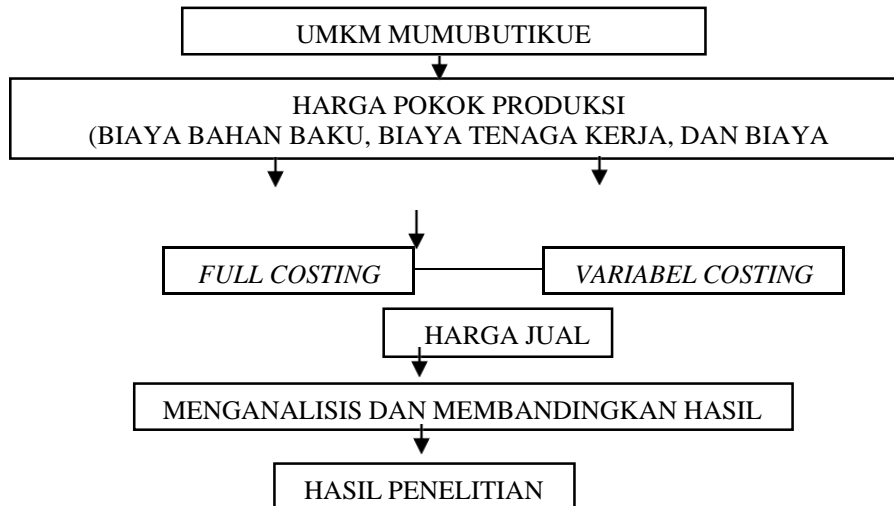 UMKM MUMUBUTIKUE
HARGA POKOK PRODUKSI
(BIAYA BAHAN BAKU, BIAYA TENAGA KERJA, DAN BIAYA
FULL COSTING
VARIABEL COSTING
HARGA JUAL
MENGANALISIS DAN MEMBANDINGKAN HASIL
HASIL PENELITIAN